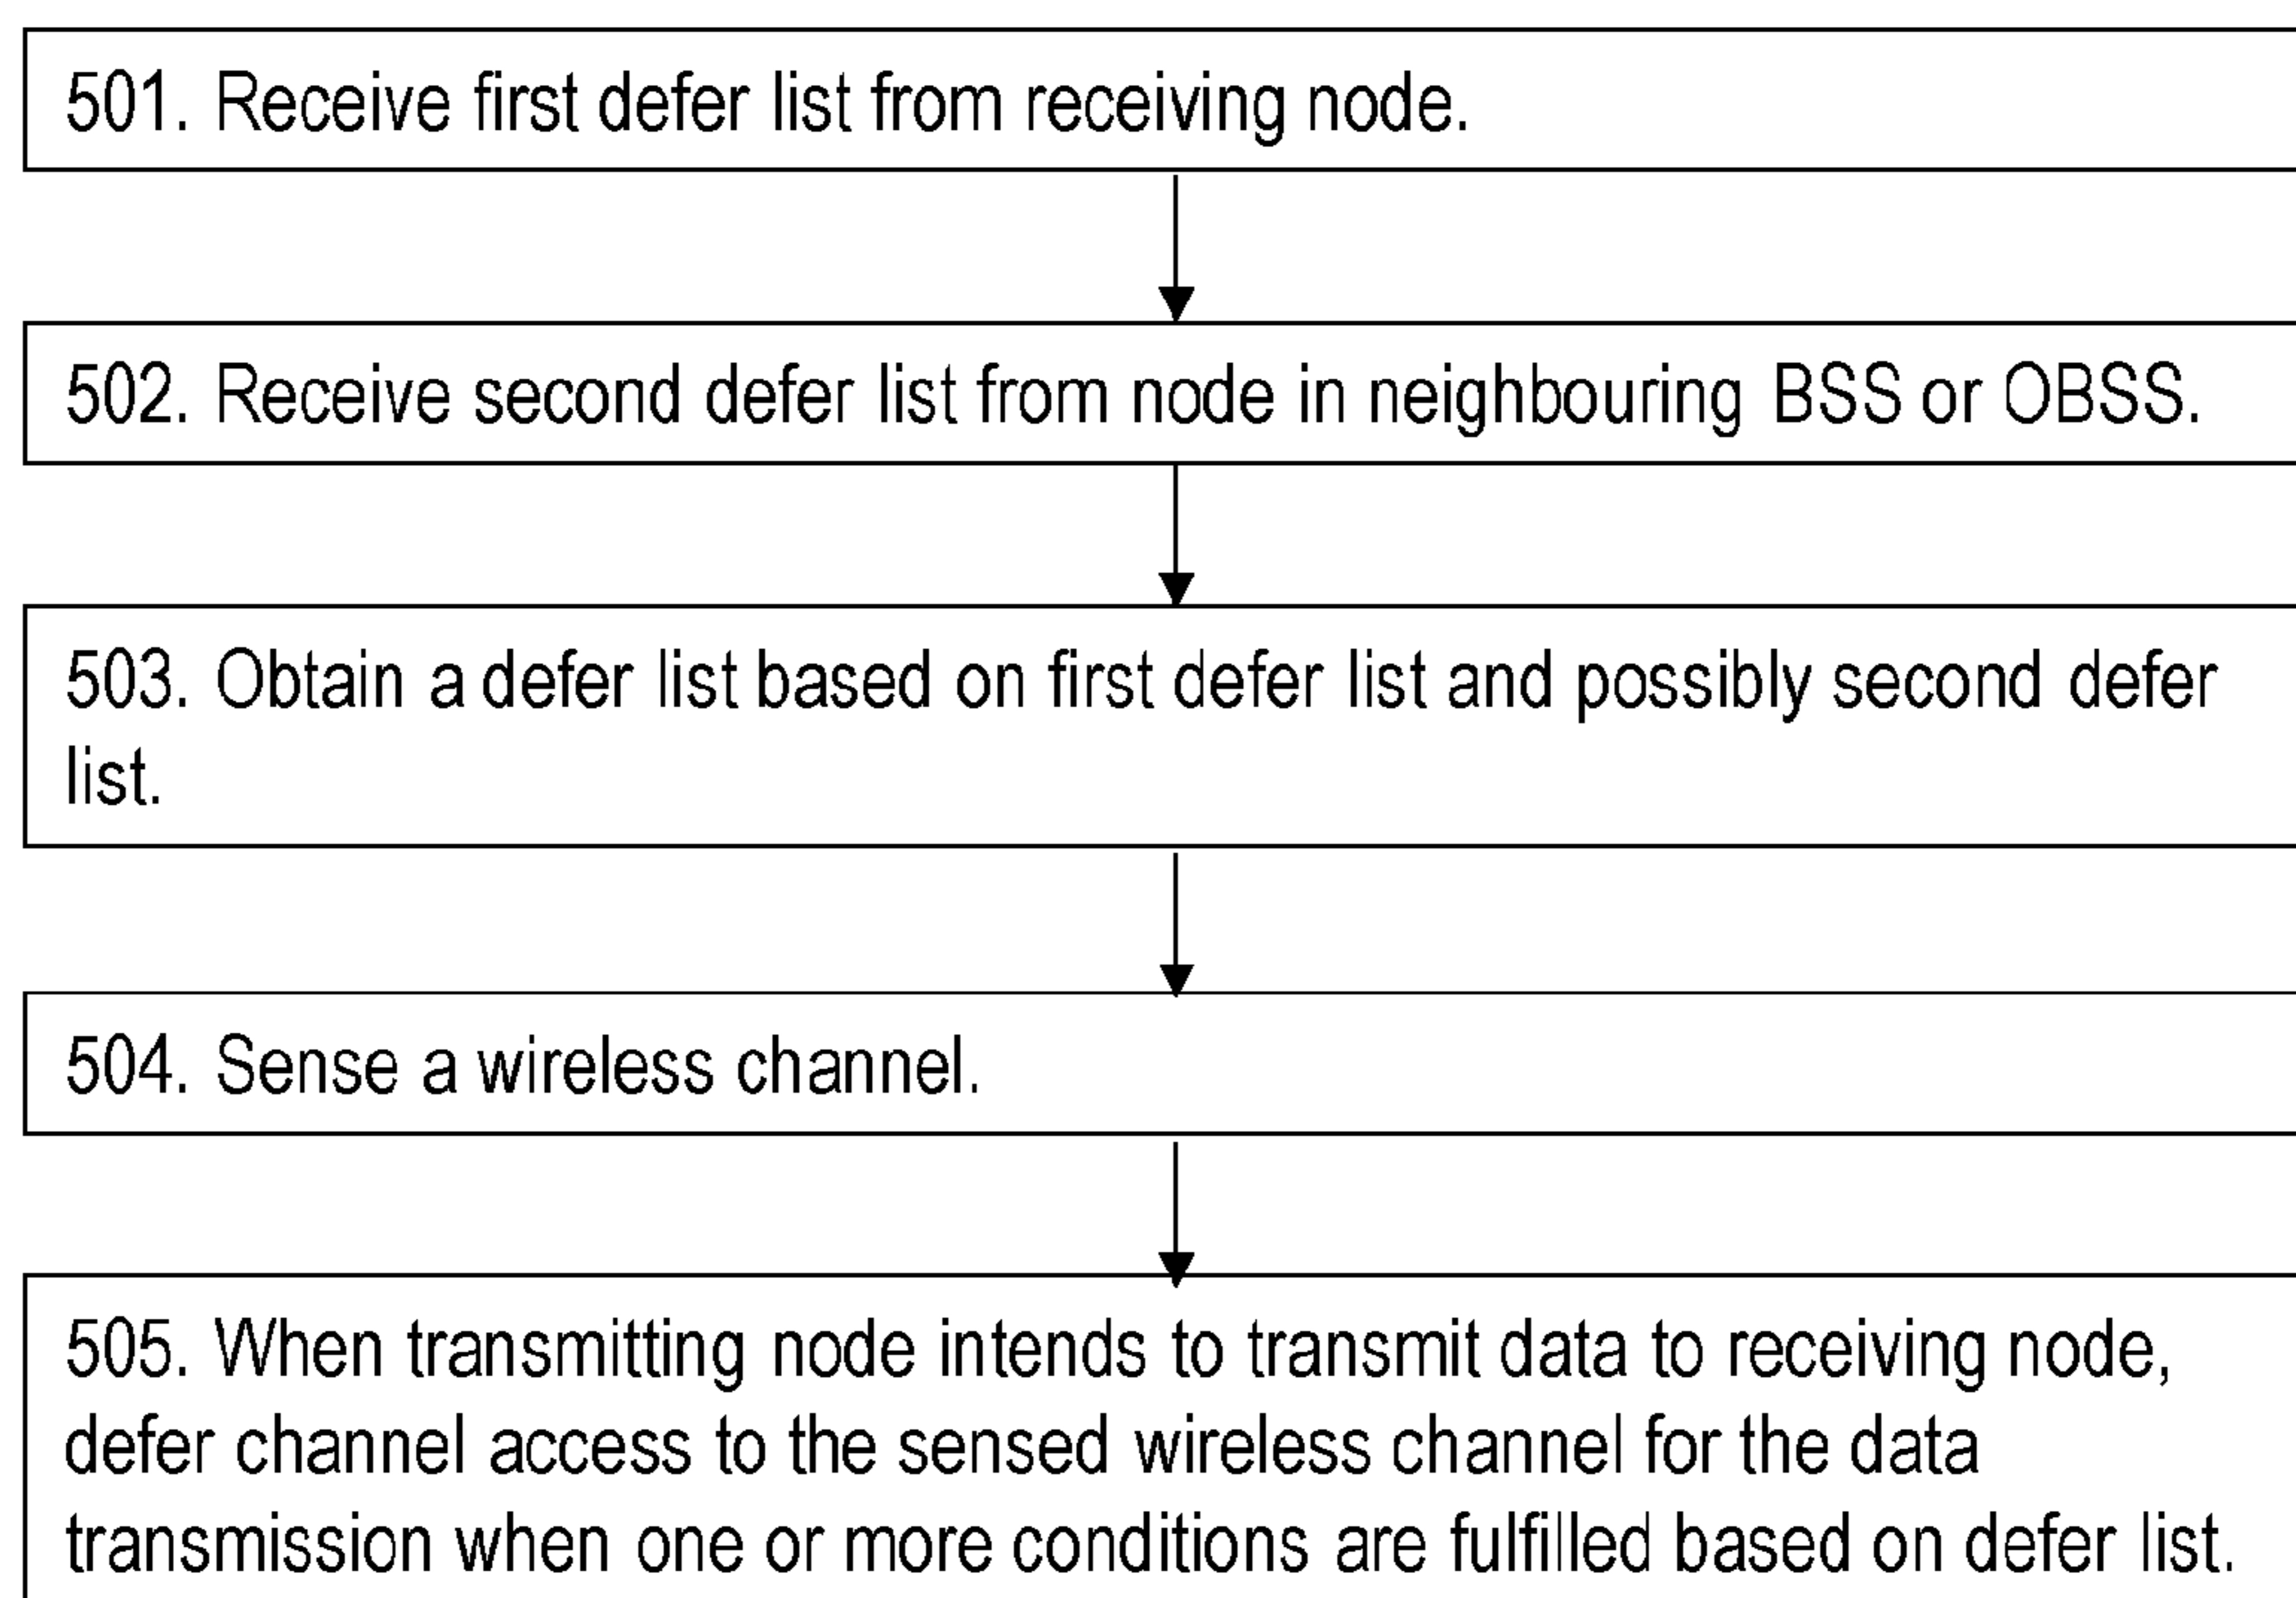 501. Receive first defer list from receiving node.
502. Receive second defer list from node in neighbouring BSS or OBSS.
503. Obtain a defer list based on first defer list and possibly second defer
list.
504. Sense a wireless channel.
505. When transmitting node intends to transmit data to receiving node,
defer channel access to the sensed wireless channel for the data
transmission when one or more conditions are fulfilled based on defer list.